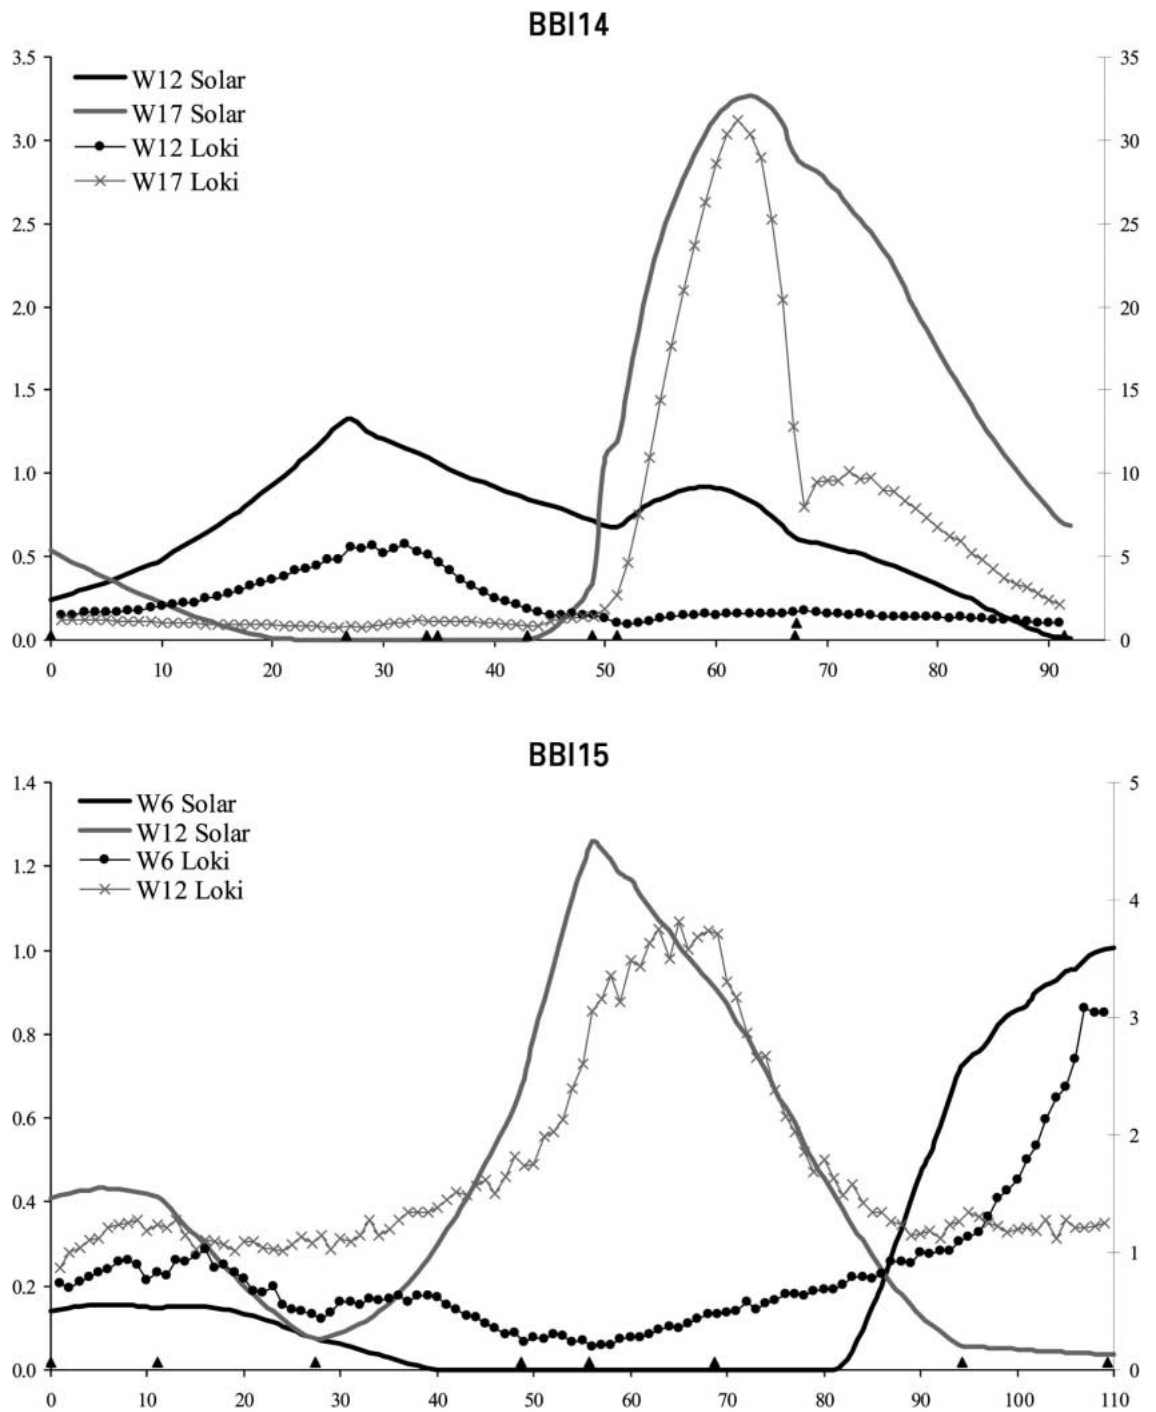 BBI14
3.5 35
W12 Solar
W17 Solar
3.0 W12 Loki 30
W17 Loki
2.5 25
2.0 20
1.5 15
1.0 10
0.5 5
0.0 0
0 10 20 30 40 50 60 70 80 90
BBI15
1.4 5
W6 Solar
W12 Solar
1.2 W6 Loki
W12 Loki 4
1.0
0.8 3
0.6 2
0.4
1
0.2
0.0 0
0 10 20 30 40 50 60 70 80 90 100 110